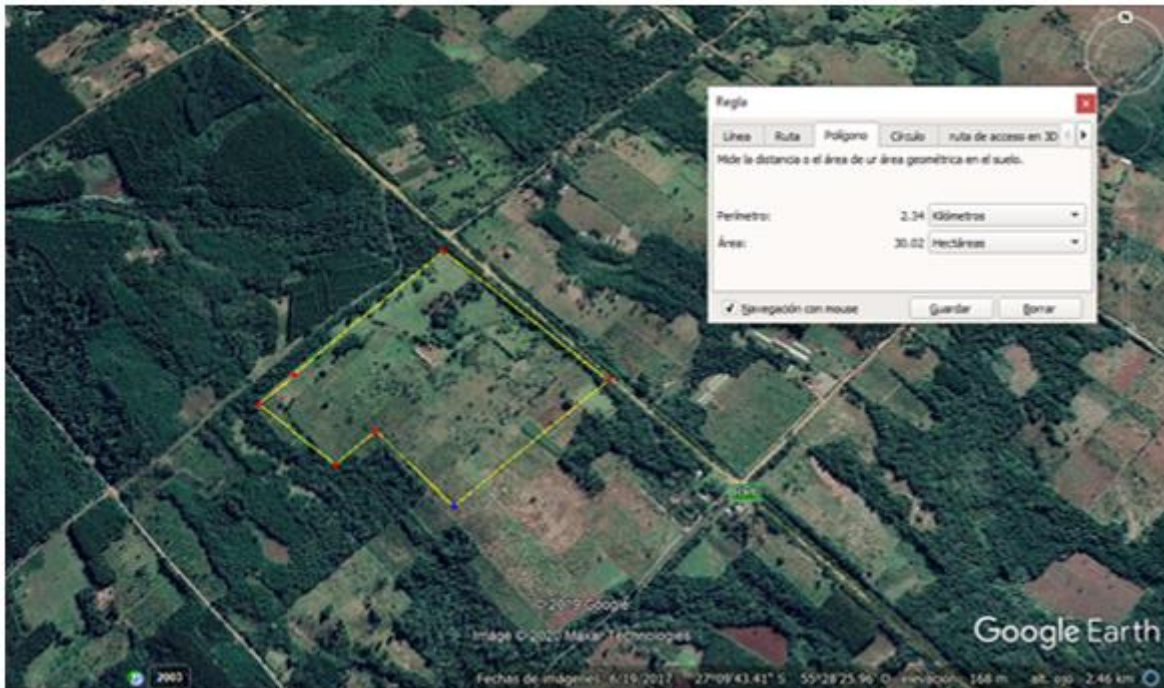 Regla
Línea Ruta Polígono Círculo ruta de acceso en 3D
Mide la distancia o el área de ur área geométrica en el suelo.
Perímetro: 2.34 Kilómetros
Área: 30.02 Hectáreas
Navegación con mouse Guardar Borrar
© 2019 Google
Image © 2020 Maxar Technologies
Google Earth
2003
Fechas de imágenes: 6/19/2017 27°09'43.41" S 55°28'25.96" O elevación 168 m alt. ojo 2.46 km